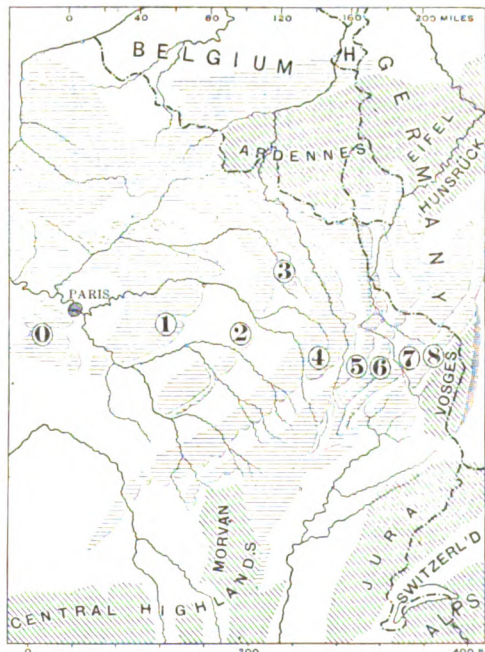 0 40 80 120 160 200 MILES
BELGIUM
H
GERMANY
ARDENNES
EIFEL
HUNSRÜCK
PARIS
3
0
1
2
4
5
6
7
8
VOSGES
MORVAN
HIGHLANDS
CENTRAL HIGHLANDS
JURA
SWITZERL'D
ALPS
0